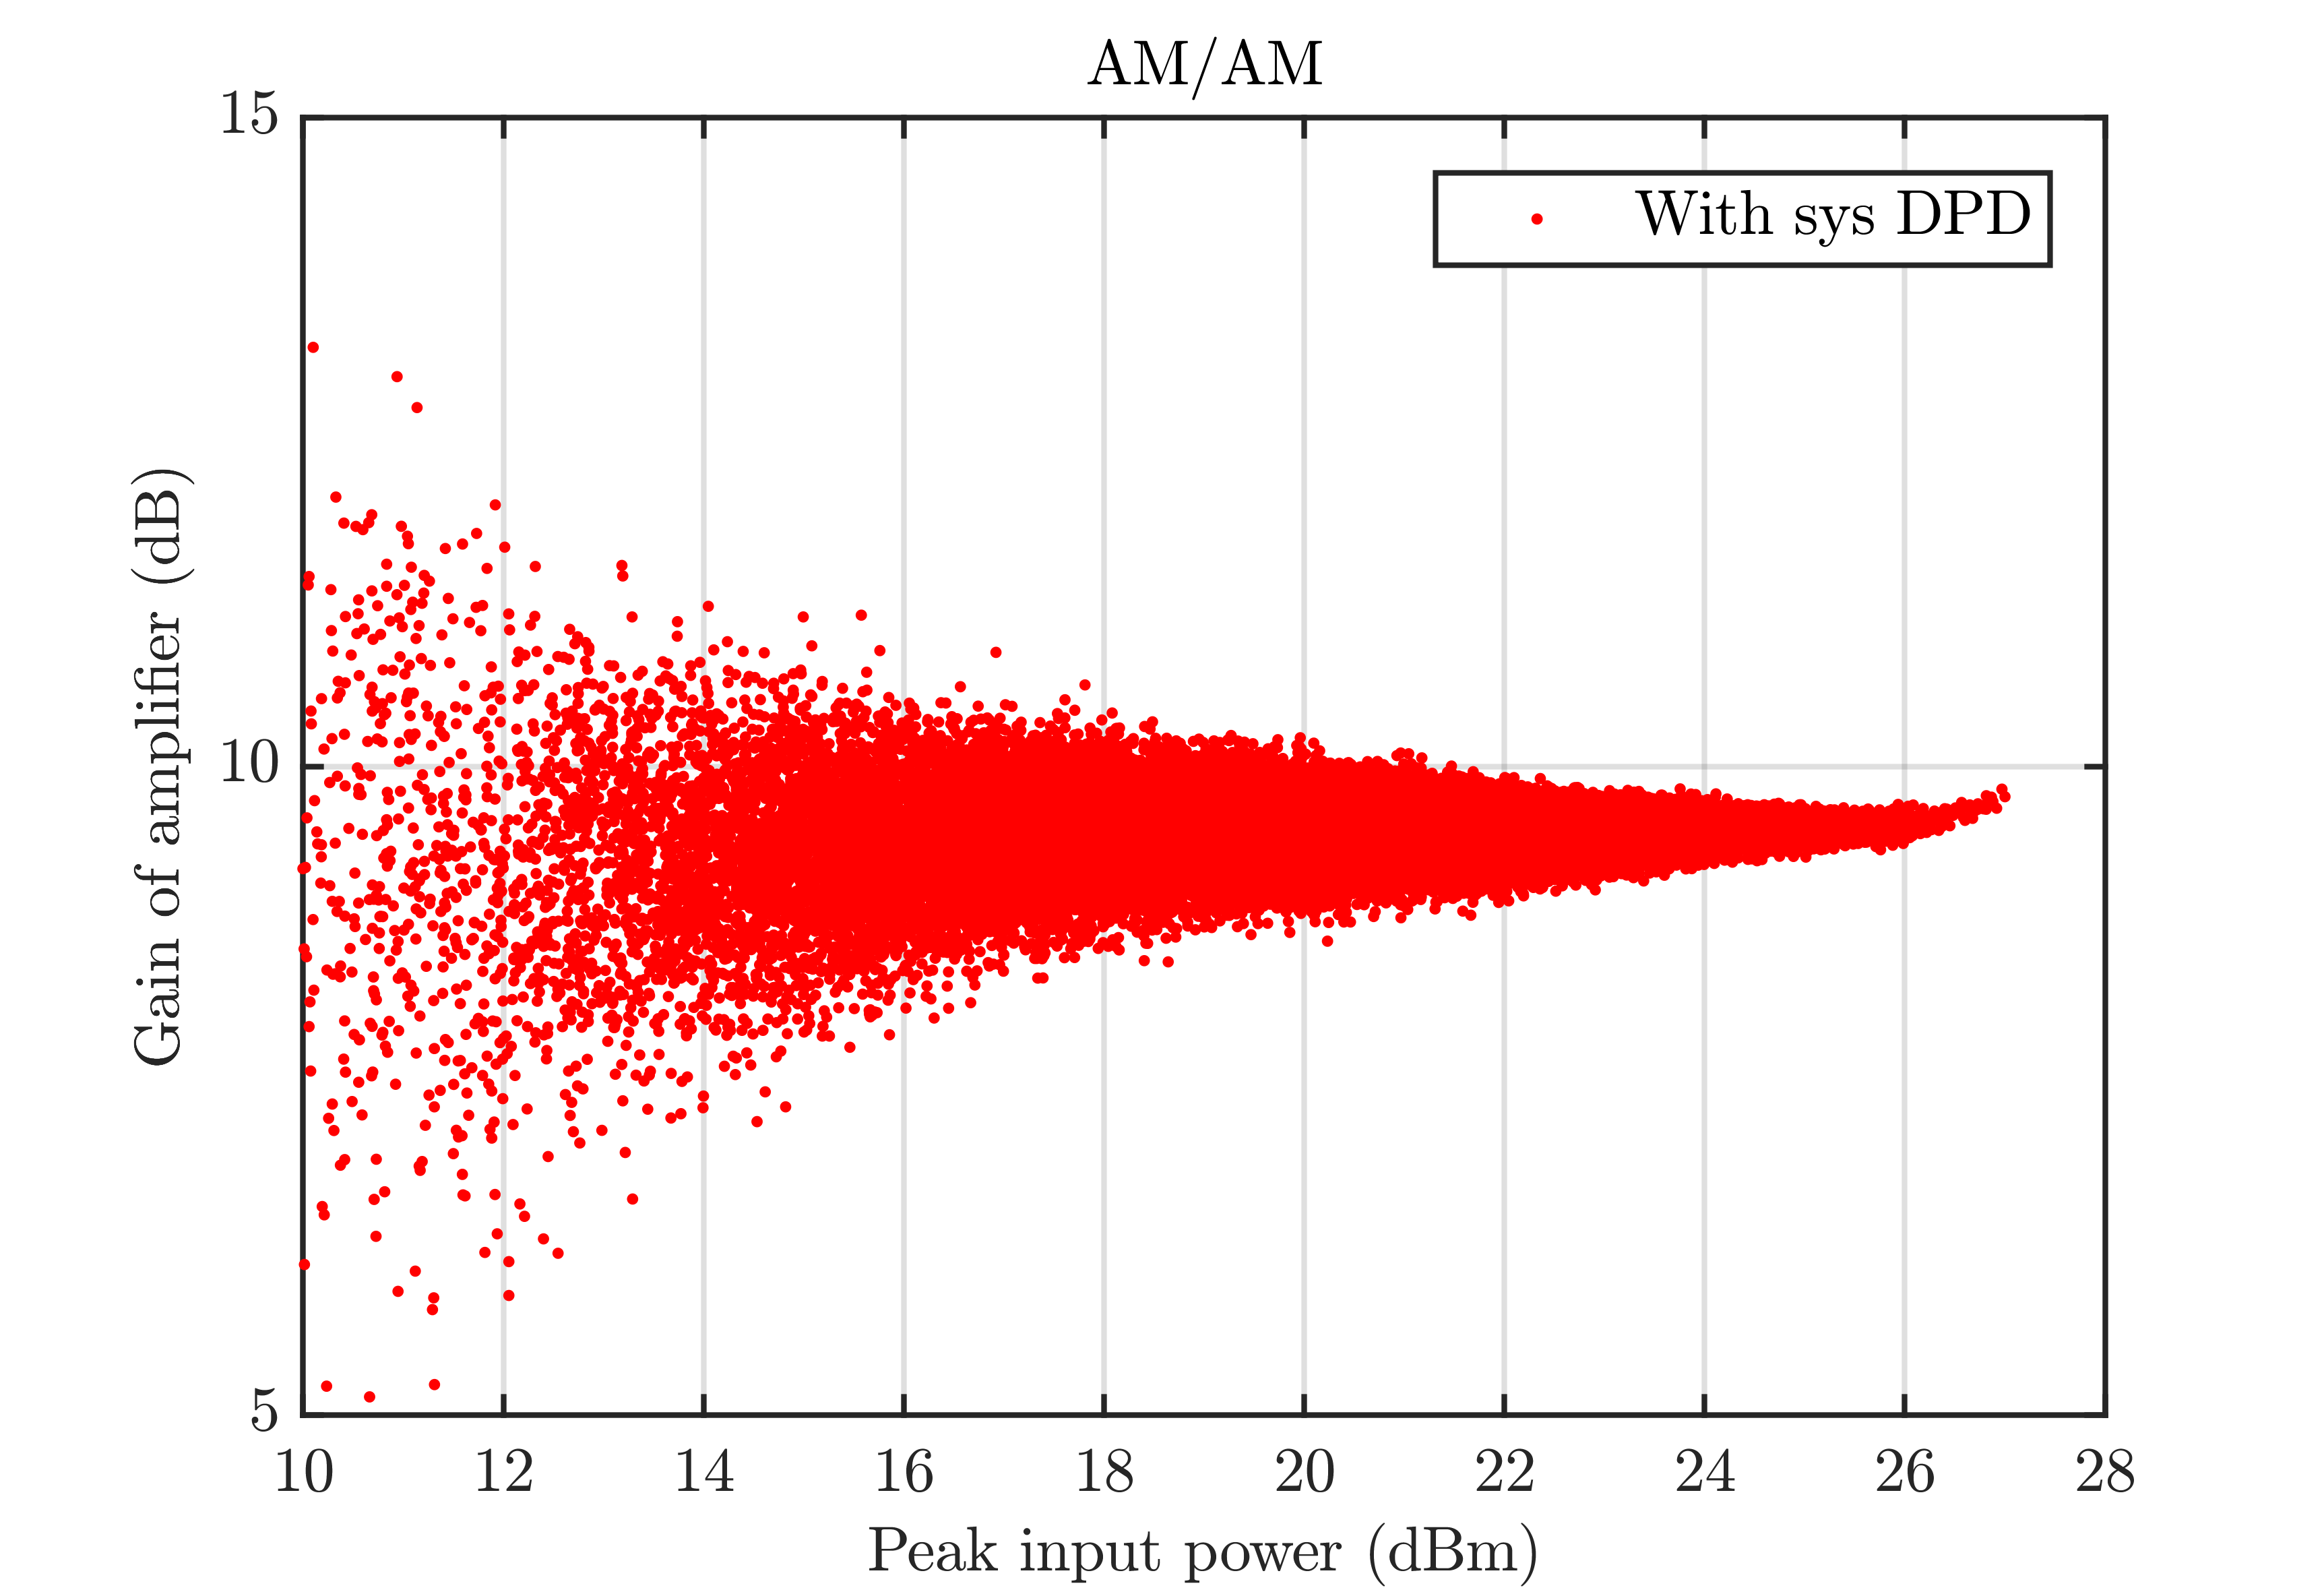 AM/AM
15
With sys DPD
Gain of amplifier (dB)
10
5
10 12 14 16 18 20 22 24 26 28
Peak input power (dBm)